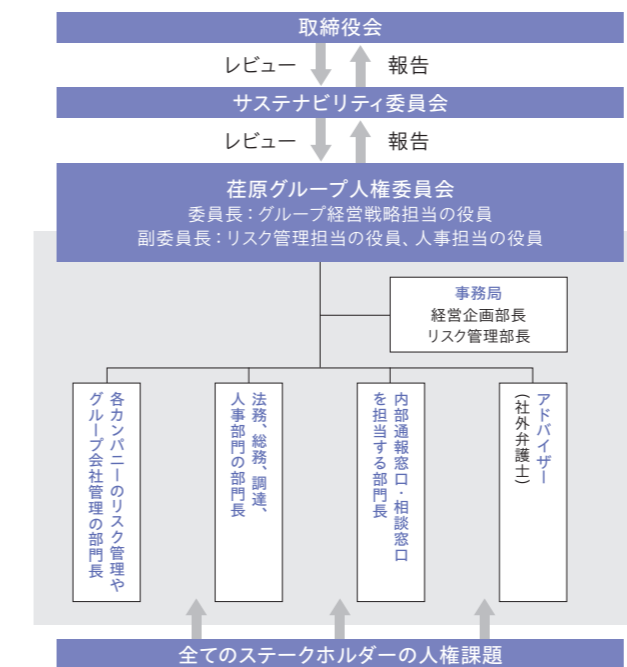 取締役会
レビュー 報告
サステナビリティ委員会
レビュー 報告
荏原グループ人権委員会
委員長：グループ経営戦略担当の役員
副委員長：リスク管理担当の役員、人事担当の役員
事務局
経営企画部長
リスク管理部長
各カンパニーのリスク管理や
グループ会社管理の部門長
法務、総務、調達、
人事部門の部門長
内部通報窓口・相談窓口
を担当する部門長
アドバイザー
（社外弁護士）
全てのステークホルダーの人権課題